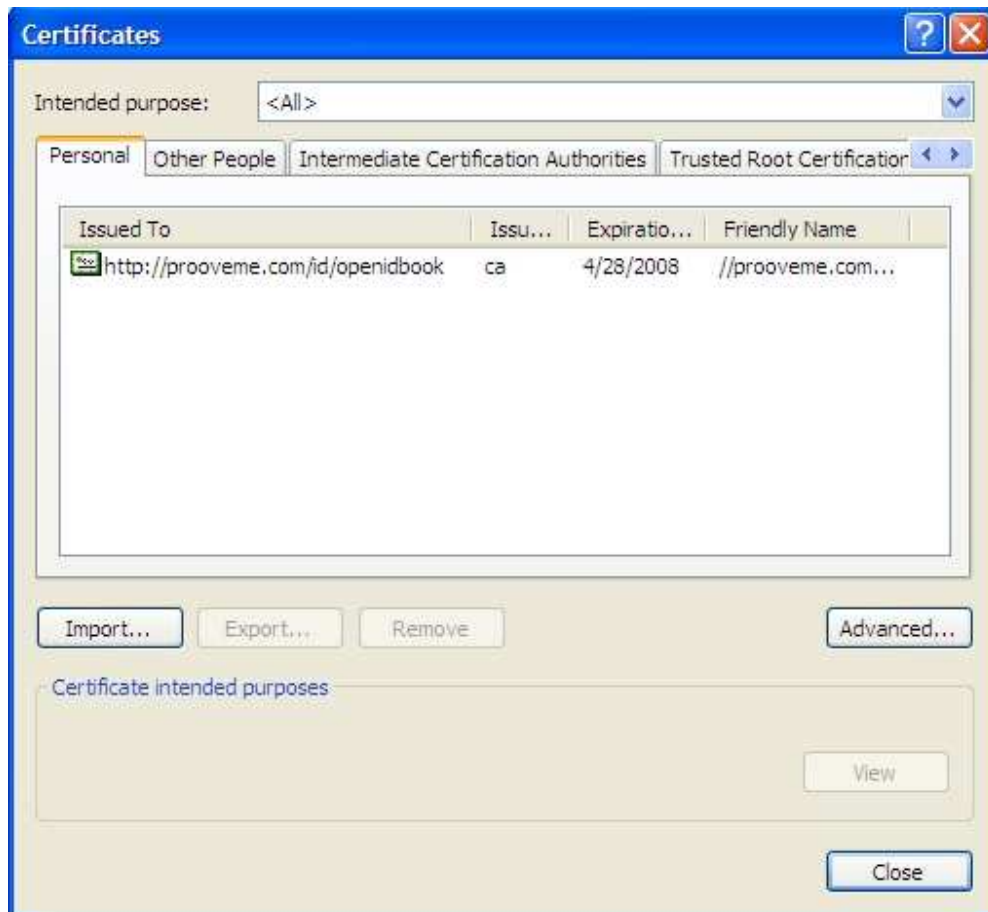 Certificates
Intended purpose: <All>
Personal Other People Intermediate Certification Authorities Trusted Root Certification
Issued To Issu... Expiratio... Friendly Name
http://prooveme.com/id/openidbook ca 4/28/2008 //prooveme.com...
Import... Export... Remove Advanced...
Certificate intended purposes
View
Close